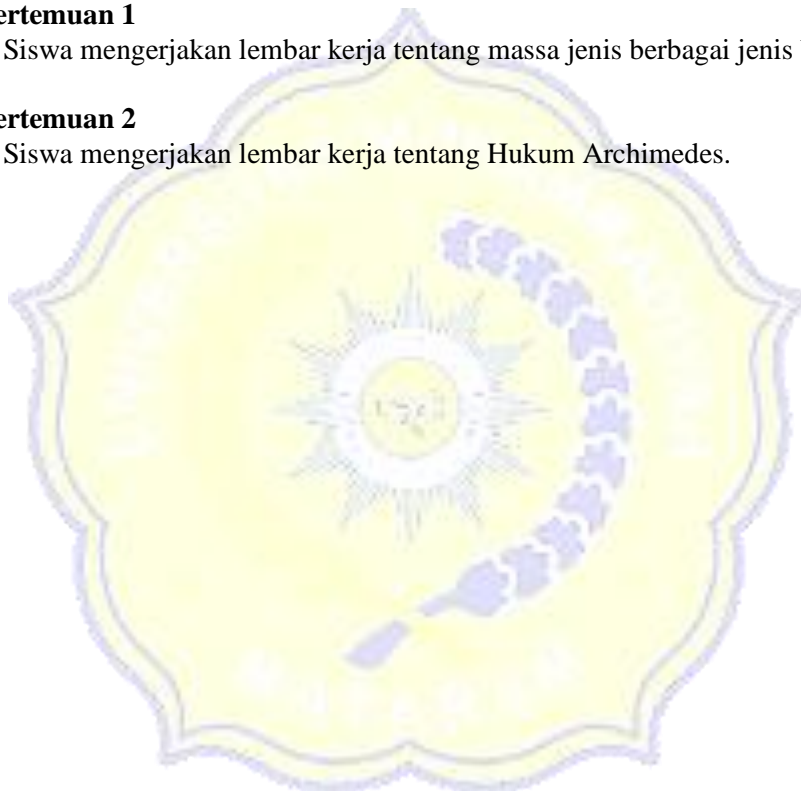 ertemuan 1
Siswa mengerjakan lembar kerja tentang massa jenis berbagai jenis
ertemuan 2
Siswa mengerjakan lembar kerja tentang Hukum Archimedes.
MATARAM